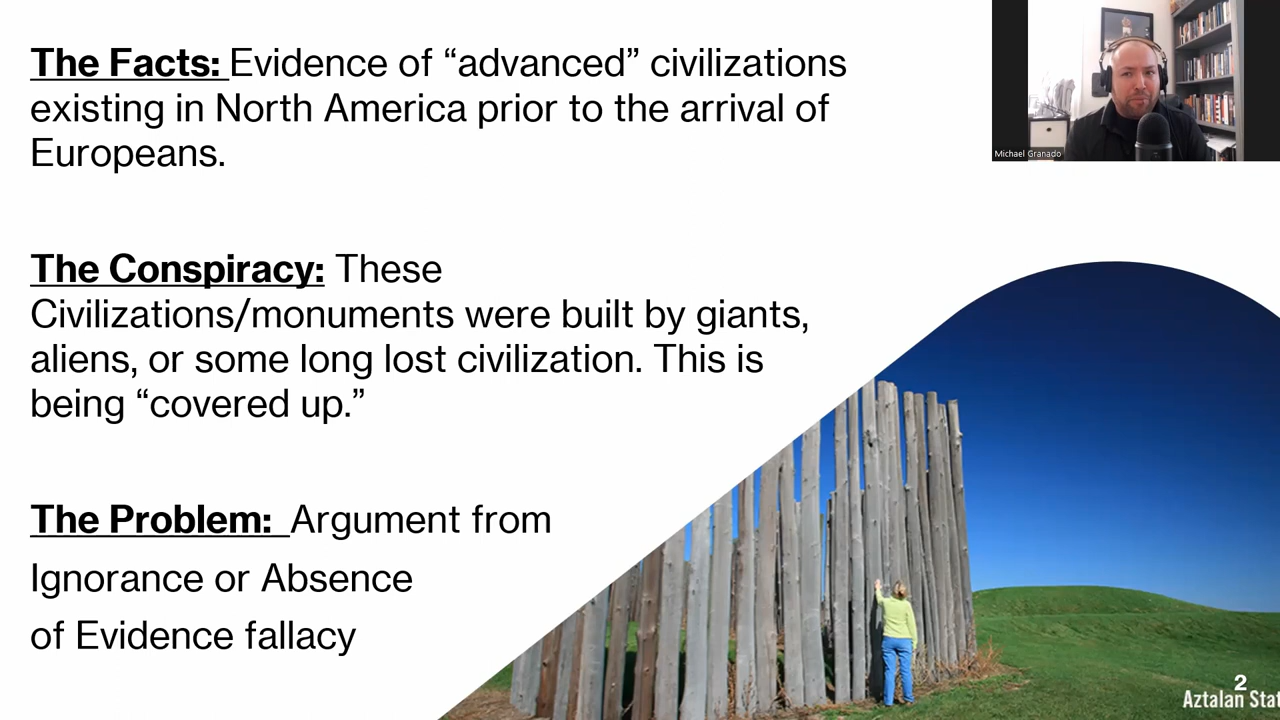 The Facts: Evidence of “advanced” civilizations
existing in North America prior to the arrival of
Europeans.
The Conspiracy: These
Civilizations/monuments were built by giants,
aliens, or some long lost civilization. This is
being “covered up.”
The Problem: Argument from
Ignorance or Absence
of Evidence fallacy
Michael Granado
2
Aztalan Stat